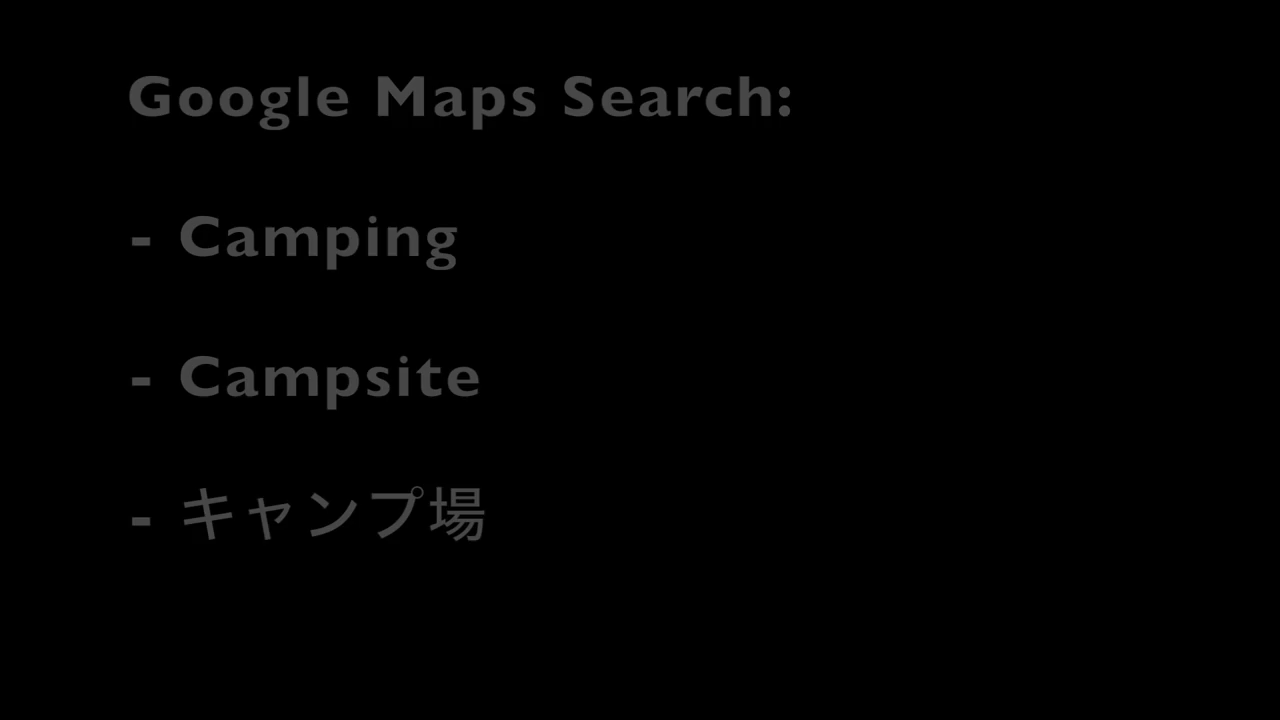 Google Maps Search:
- Camping
- Campsite
- キャンプ場